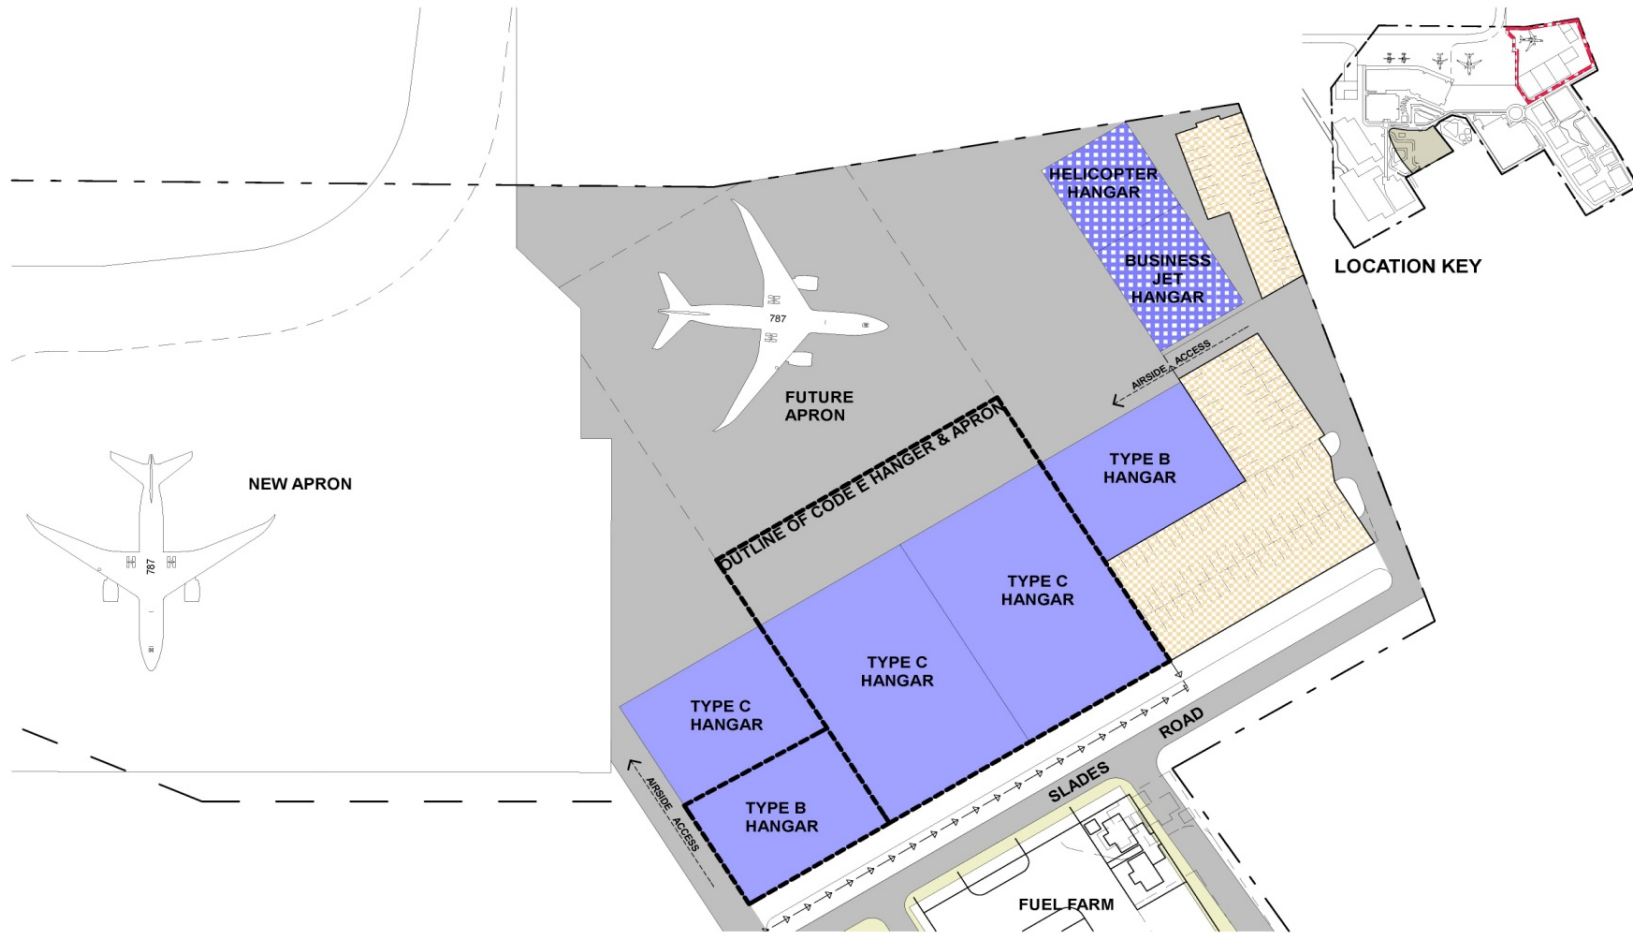 LOCATION KEY
HELICOPTER
HANGAR
BUSINESS
JET
HANGAR
AIRSIDE ACCESS
787
FUTURE
APRON
OUTLINE OF CODE E HANGER & APRON
TYPE B
HANGAR
NEW APRON
787
TYPE C
HANGAR
TYPE C
HANGAR
TYPE C
HANGAR
TYPE B
HANGAR
AIRSIDE ACCESS
SLADES ROAD
FUEL FARM